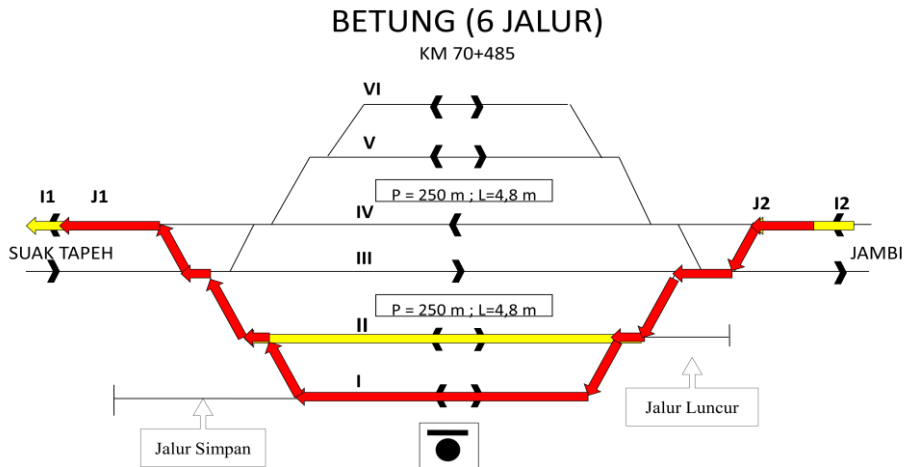 BETUNG (6 JALUR)
KM 70+485
VI
V
I1 J1 P = 250 m ; L=4,8 m J2 I2
IV
SUAK TAPEH III JAMBI
P = 250 m ; L=4,8 m
II
I
Jalur Luncur
Jalur Simpan